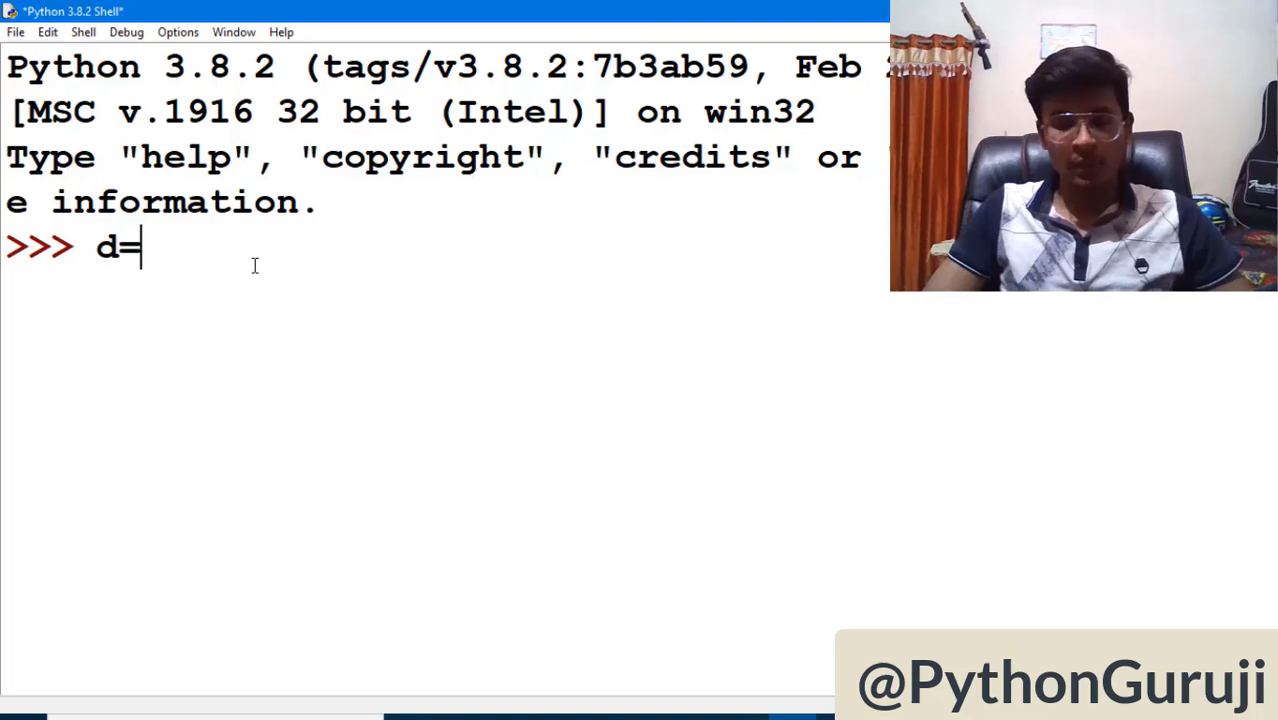 *Python 3.8.2 Shell*
File Edit Shell Debug Options Window Help
Python 3.8.2 (tags/v3.8.2:7b3ab59, Feb
[MSC v.1916 32 bit (Intel)] on win32
Type "help", "copyright", "credits" or
e information.
>>> d=
Fender
@PythonGuruji